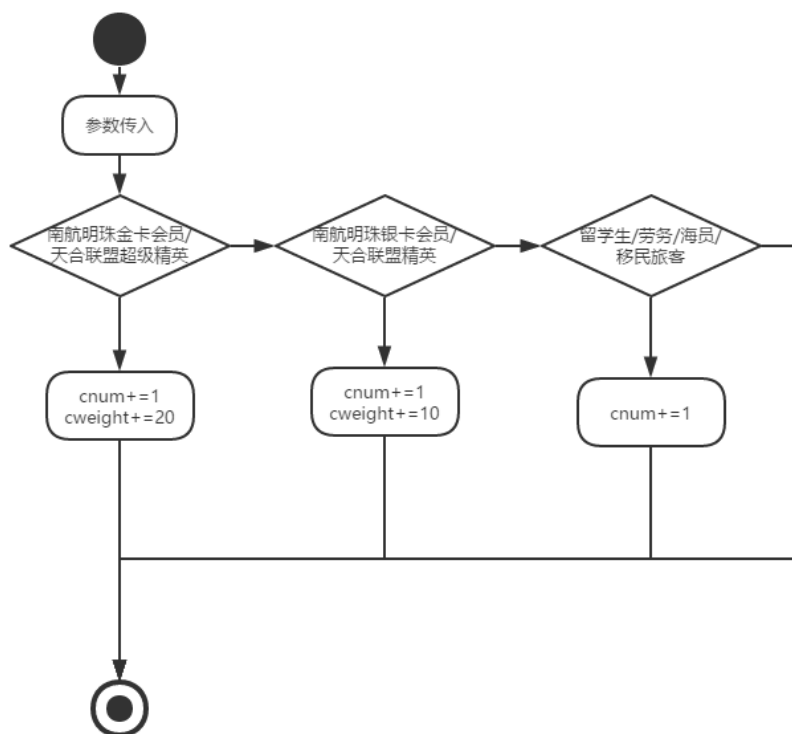 参数传入
南航明珠金卡会员/
天合联盟超级精英
南航明珠银卡会员/
天合联盟精英
留学生/劳务/海员/
移民旅客
cnum+=1
cweight+=20
cnum+=1
cweight+=10
cnum+=1